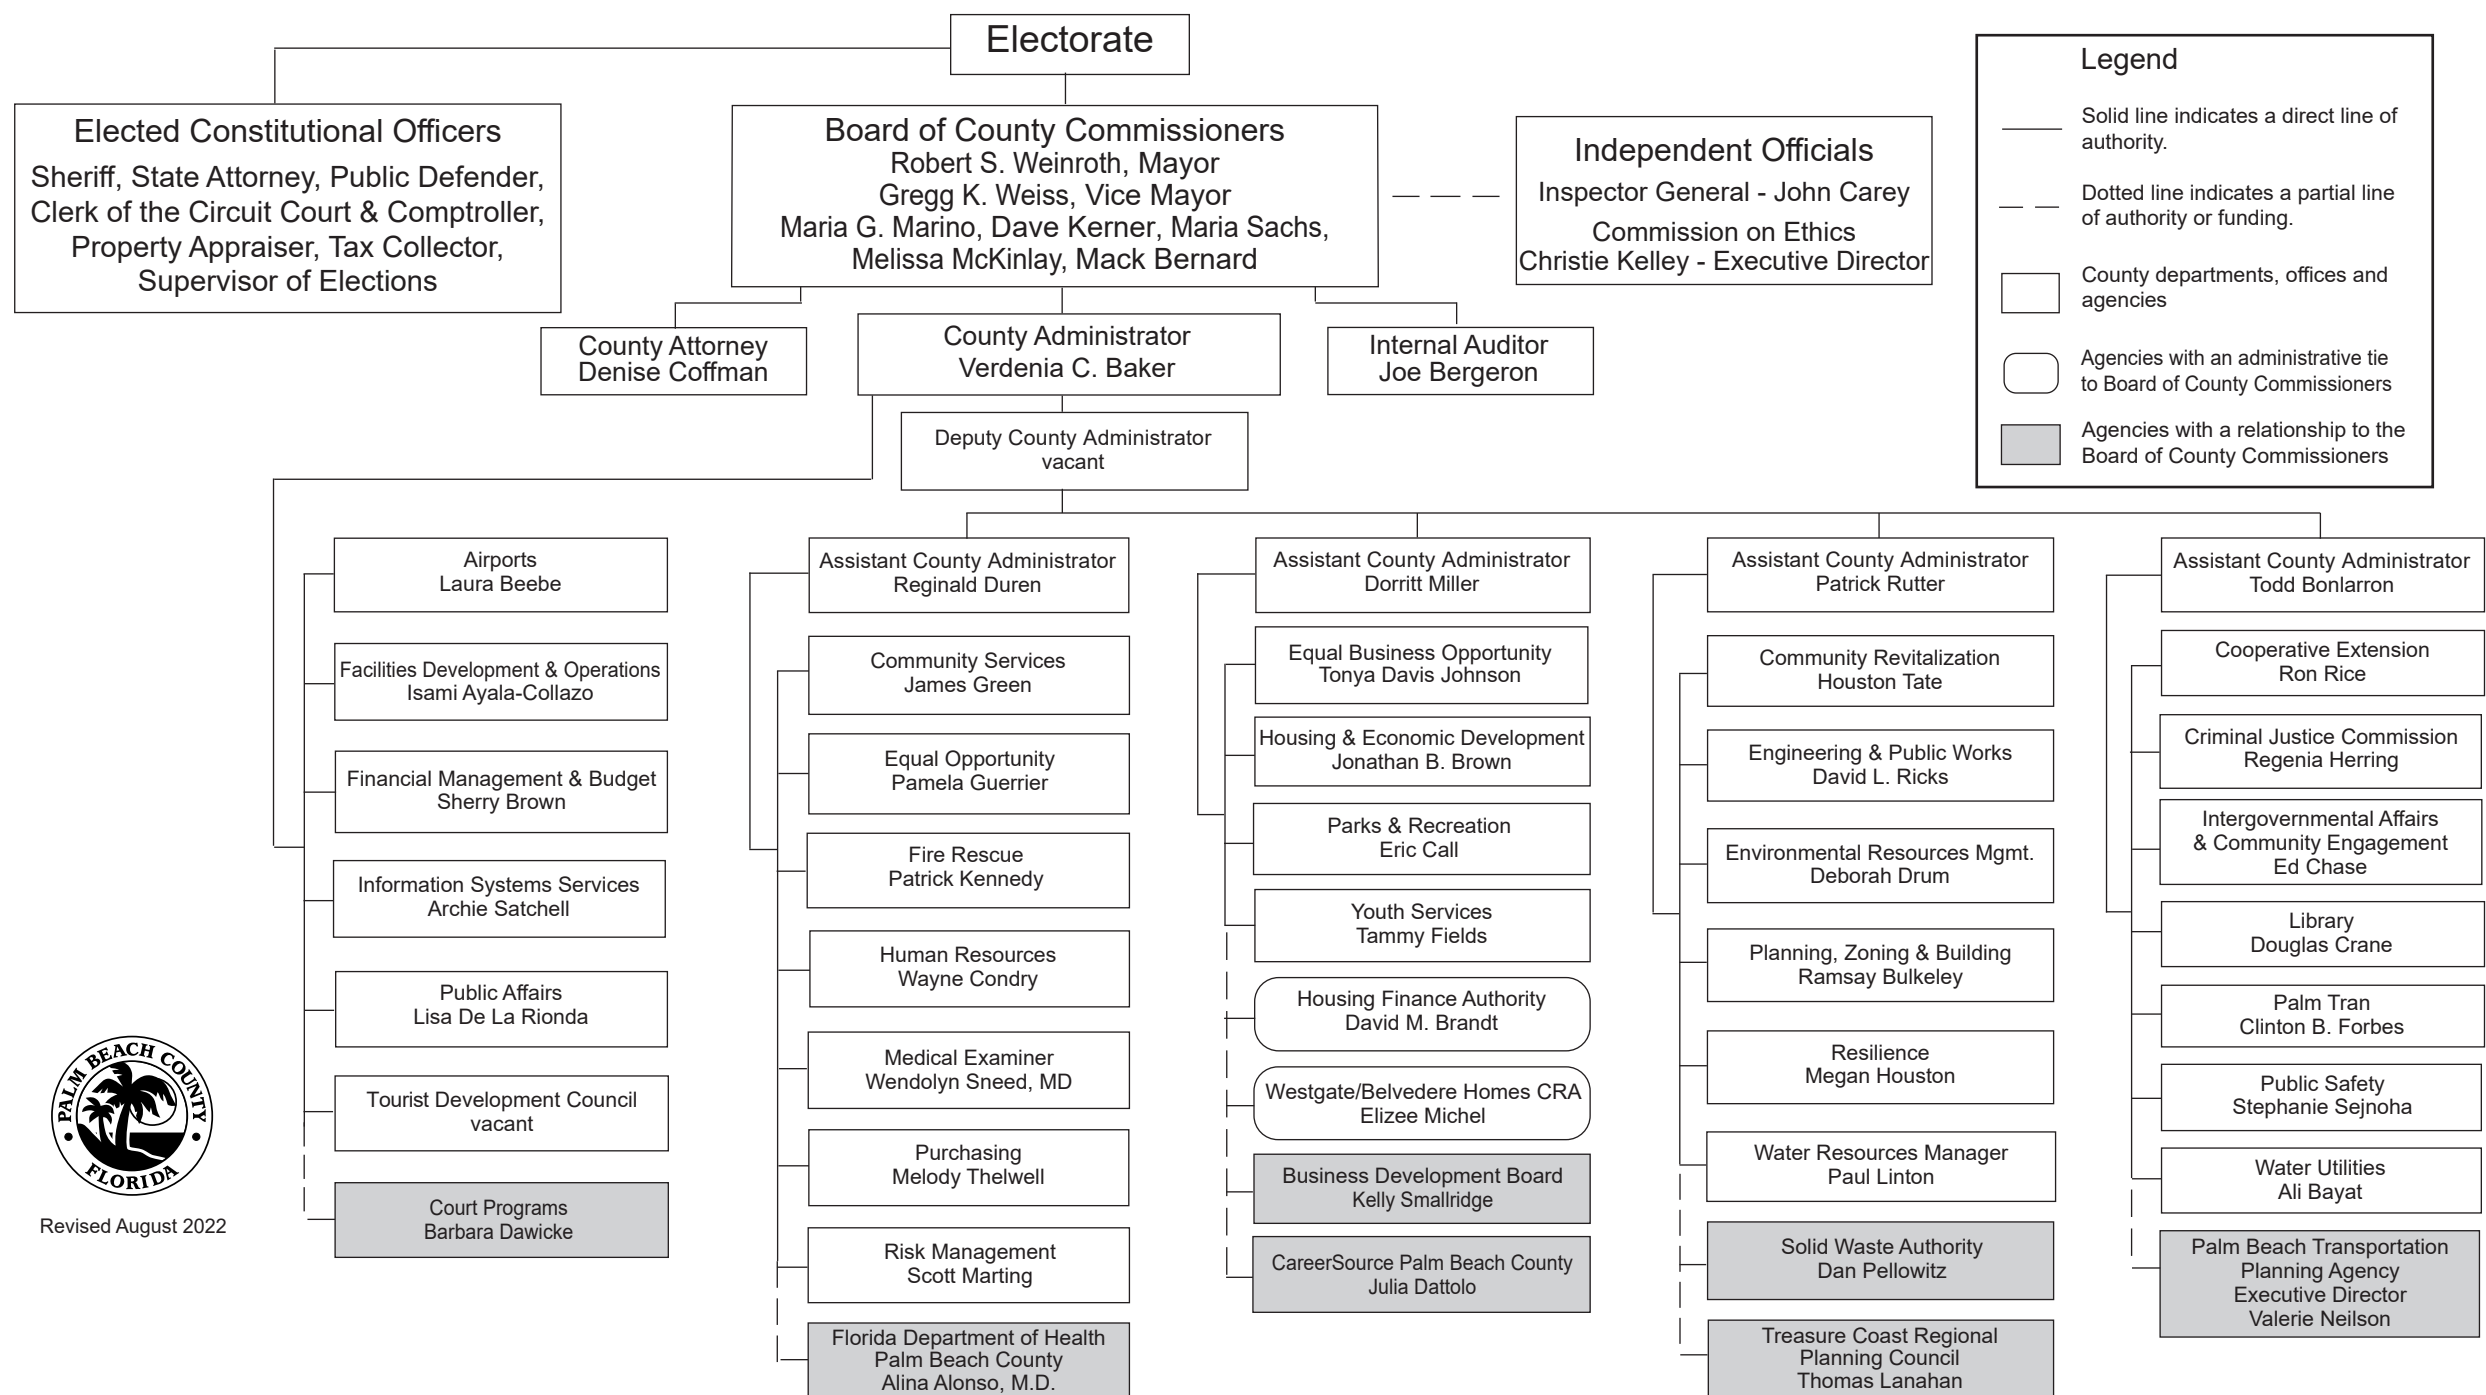 Electorate
Elected Constitutional Officers
Sheriff, State Attorney, Public Defender,
Clerk of the Circuit Court & Comptroller,
Property Appraiser, Tax Collector,
Supervisor of Elections
Board of County Commissioners
Robert S. Weinroth, Mayor
Gregg K. Weiss, Vice Mayor
Maria G. Marino, Dave Kerner, Maria Sachs,
Melissa McKinlay, Mack Bernard
Independent Officials
Inspector General - John Carey
Commission on Ethics
Christie Kelley - Executive Director
Legend
Solid line indicates a direct line of
authority.
Dotted line indicates a partial line
of authority or funding.
County departments, offices and
agencies
Agencies with an administrative tie
to Board of County Commissioners
Agencies with a relationship to the
Board of County Commissioners
County Attorney
Denise Coffman
County Administrator
Verdenia C. Baker
Internal Auditor
Joe Bergeron
Deputy County Administrator
vacant
Airports
Laura Beebe
Facilities Development & Operations
Isami Ayala-Collazo
Financial Management & Budget
Sherry Brown
Information Systems Services
Archie Satchell
Public Affairs
Lisa De La Rionda
Tourist Development Council
vacant
Court Programs
Barbara Dawicke
Assistant County Administrator
Reginald Duren
Community Services
James Green
Equal Opportunity
Pamela Guerrier
Fire Rescue
Patrick Kennedy
Human Resources
Wayne Condry
Medical Examiner
Wendolyn Sneed, MD
Purchasing
Melody Thelwell
Risk Management
Scott Marting
Florida Department of Health
Palm Beach County
Alina Alonso, M.D.
Assistant County Administrator
Dorritt Miller
Equal Business Opportunity
Tonya Davis Johnson
Housing & Economic Development
Jonathan B. Brown
Parks & Recreation
Eric Call
Youth Services
Tammy Fields
Housing Finance Authority
David M. Brandt
Westgate/Belvedere Homes CRA
Elizee Michel
Business Development Board
Kelly Smallridge
CareerSource Palm Beach County
Julia Dattolo
Assistant County Administrator
Patrick Rutter
Community Revitalization
Houston Tate
Engineering & Public Works
David L. Ricks
Environmental Resources Mgmt.
Deborah Drum
Planning, Zoning & Building
Ramsay Bulkeley
Resilience
Megan Houston
Water Resources Manager
Paul Linton
Solid Waste Authority
Dan Pellowitz
Treasure Coast Regional
Planning Council
Thomas Lanahan
Assistant County Administrator
Todd Bonlarron
Cooperative Extension
Ron Rice
Criminal Justice Commission
Regenia Herring
Intergovernmental Affairs
& Community Engagement
Ed Chase
Library
Douglas Crane
Palm Tran
Clinton B. Forbes
Public Safety
Stephanie Sejnoha
Water Utilities
Ali Bayat
Palm Beach Transportation
Planning Agency
Executive Director
Valerie Neilson
PALM BEACH COUNTY
FLORIDA
Revised August 2022